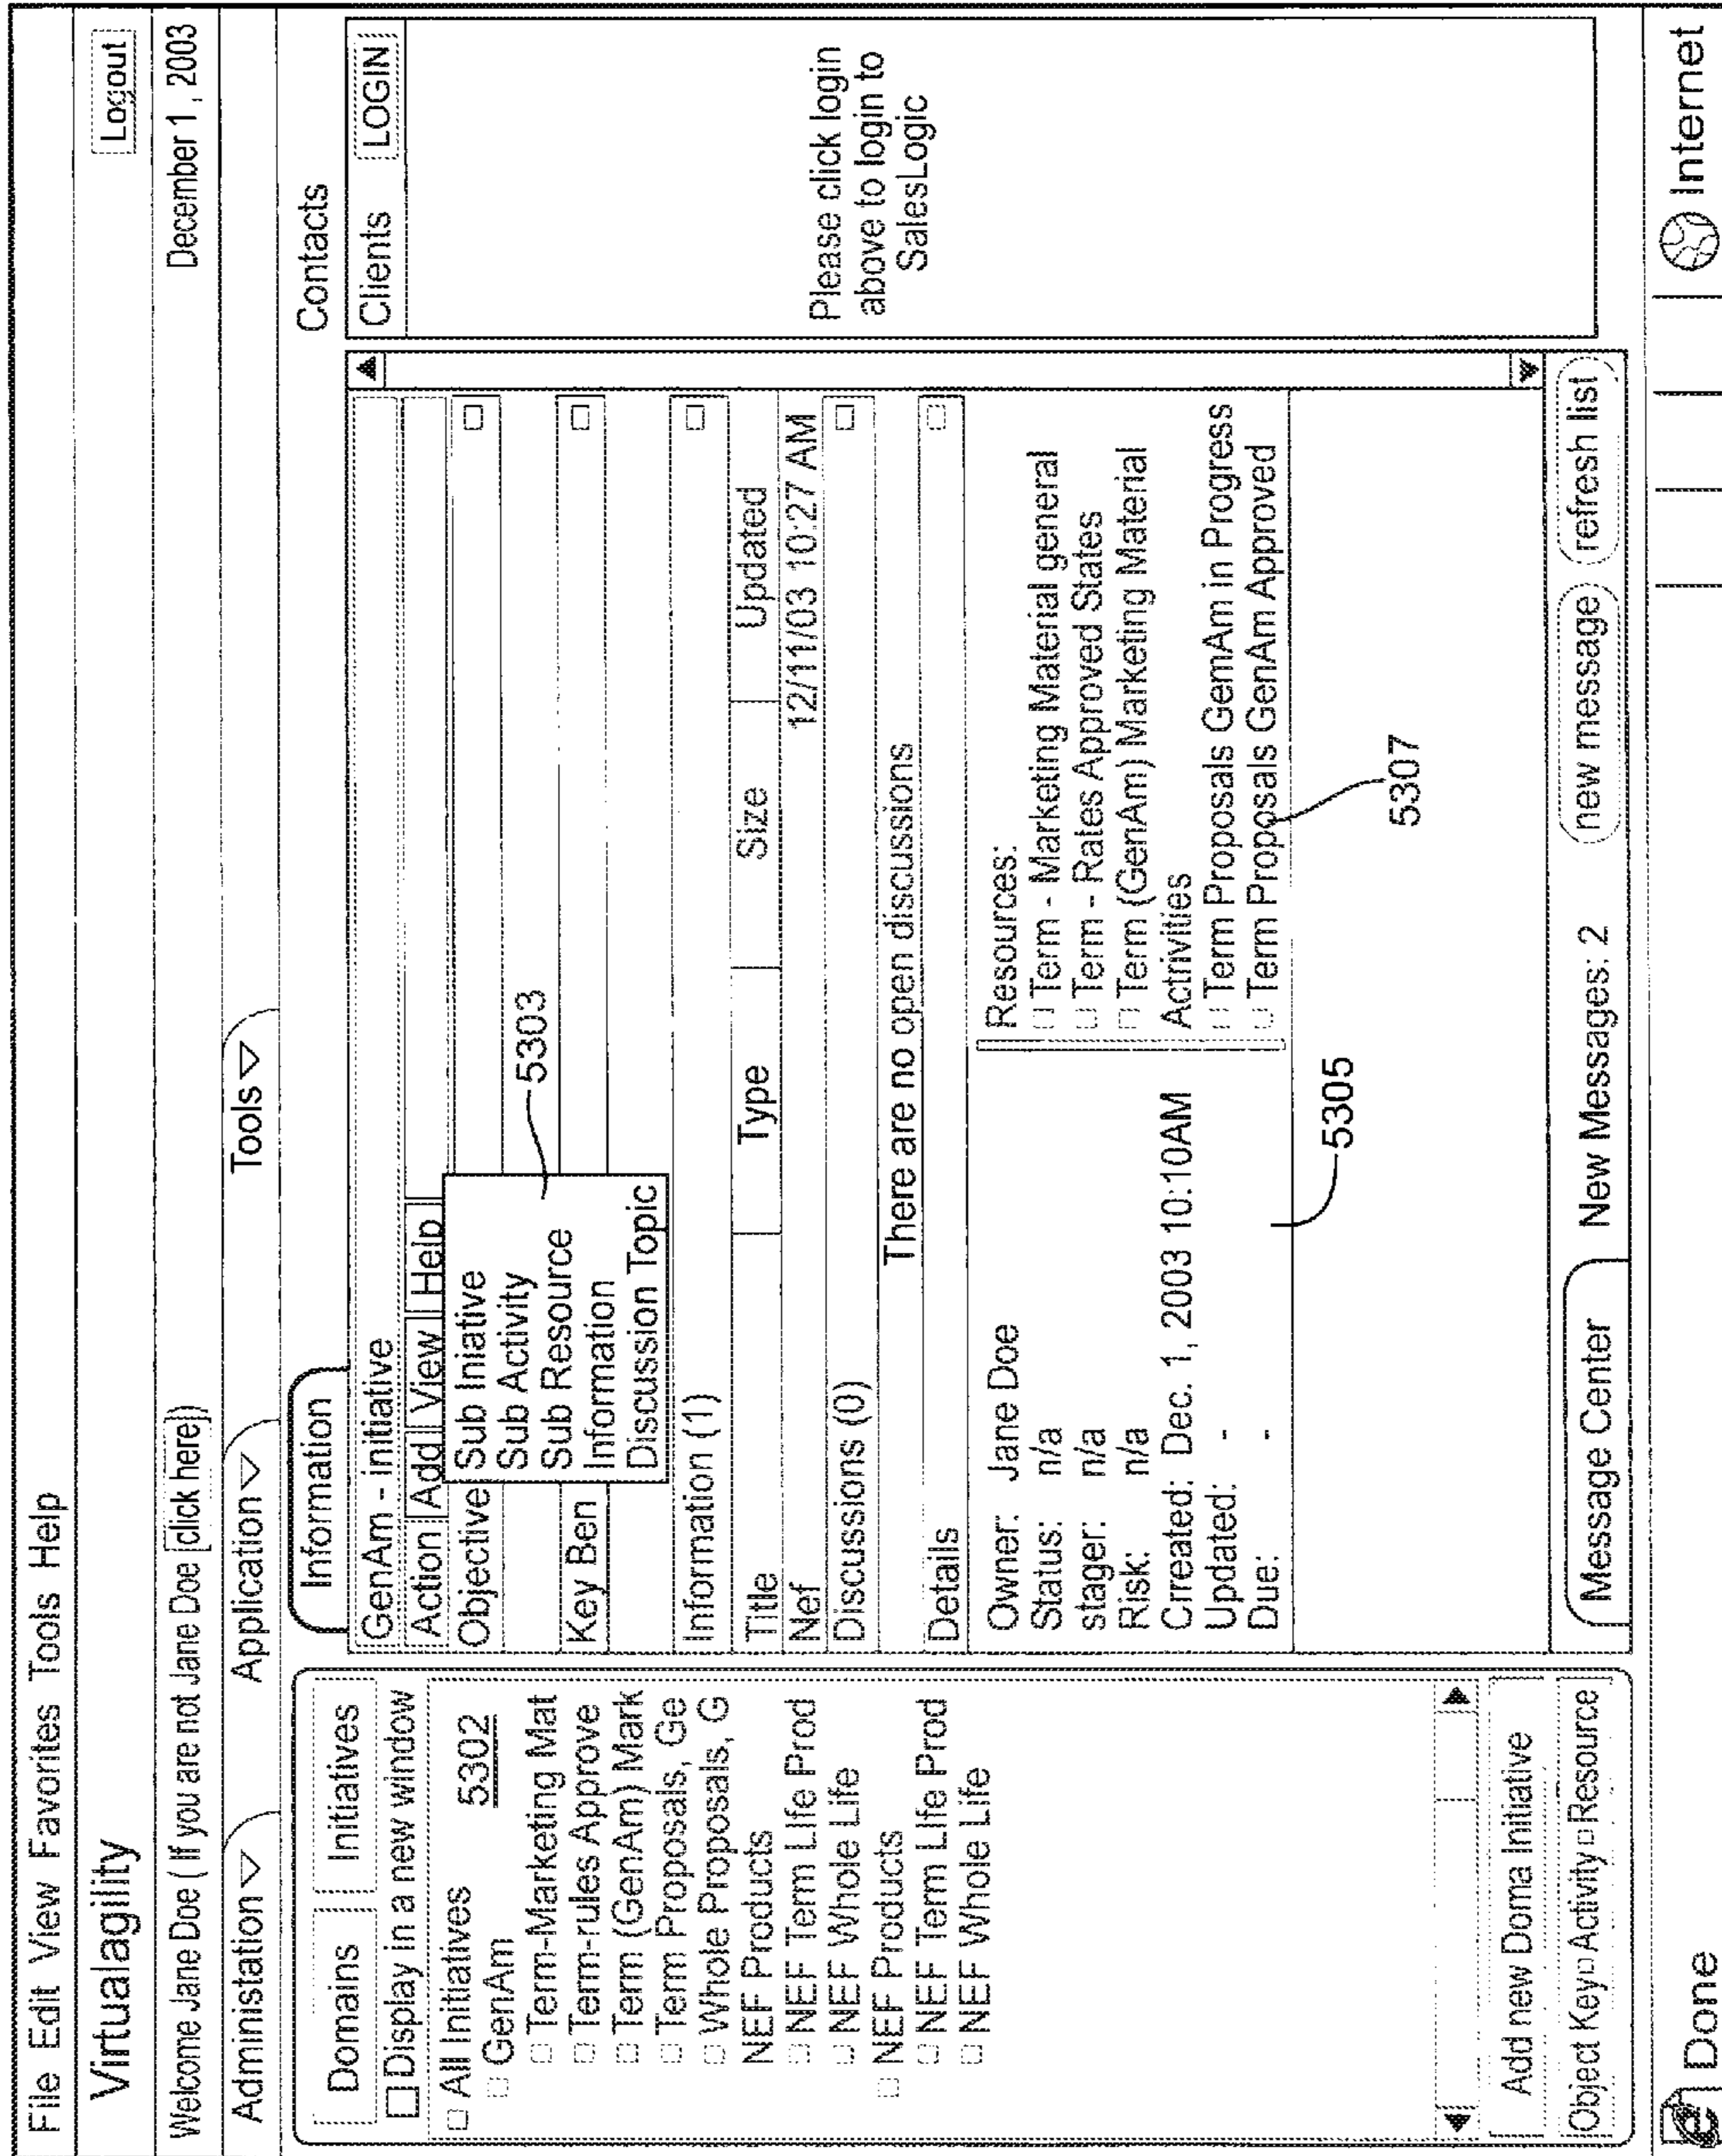 File Edit View Favorites Tools Help
Virtualagility
Logout
Welcome Jane Doe ( If you are not Jane Doe [click here])
December 1, 2003
Administation
Application
Tools
Domains
Initiatives
Display in a new window
All Initiatives
5302
GenAm
Term-Marketing Mat
Term-rules Approve
Term (GenAm) Mark
Term Proposals, Ge
Whole Proposals, G
NEF Products
NEF Term LIfe Prod
NEF Whole Life
NEF Products
NEF Term LIfe Prod
NEF Whole Life
Add new Doma Initiative
Object Key Activity Resource
Information
GenAm - initiative
Action Add View Help
Objective
Sub Iniative
Sub Activity
Sub Resource
Information
Discussion Topic
5303
Key Ben
Information (1)
Title
Type
Size
Updated
Nef
12/11/03 10:27 AM
Discussions (0)
There are no open discussions
Details
Owner: Jane Doe
Status: n/a
stager: n/a
Risk: n/a
Crreated: Dec. 1, 2003 10:10AM
Updated: -
Due: -
5305
Resources:
Term - Marketing Material general
Term - Rates Approved States
Term (GenAm) Marketing Material
Actrivities
Term Proposals GemAm in Progress
Term Proposals GenAm Approved
5307
Message Center
New Messages: 2
new message
refresh list
Contacts
Clients
LOGIN
Please click login
above to login to
SalesLogic
Done
Internet